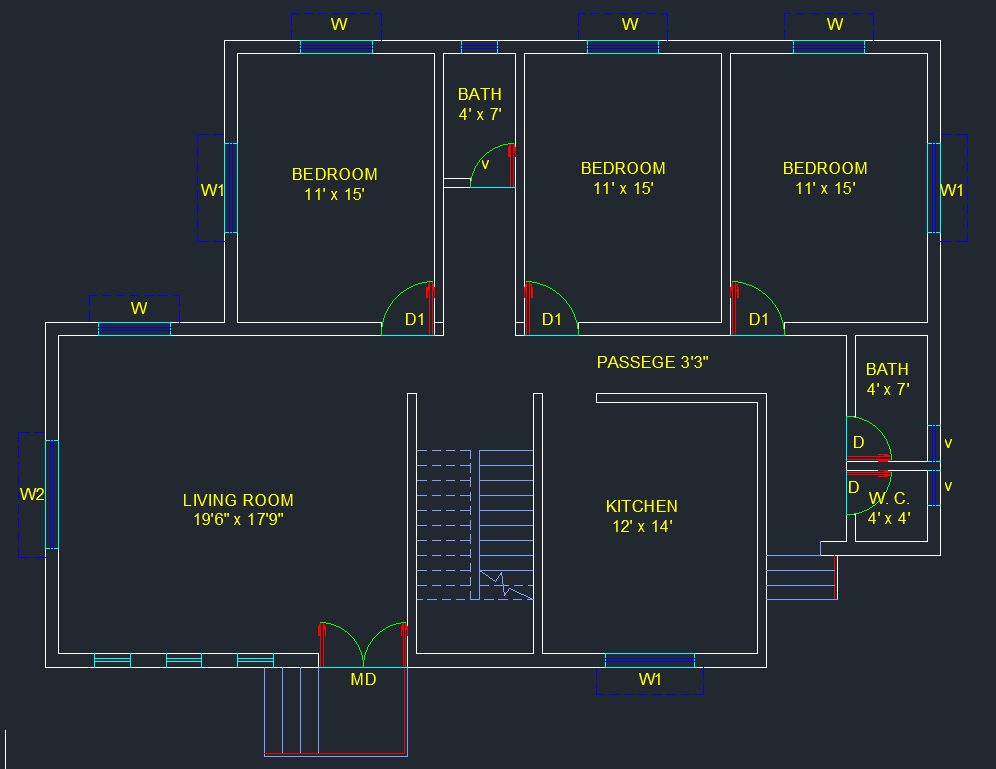 W
W
W
BATH
4' x 7'
v
BEDROOM
11' x 15'
BEDROOM
11' x 15'
BEDROOM
11' x 15'
W1
W1
W
D1
D1
D1
PASSEGE 3'3"
BATH
4' x 7'
D
v
D
v
W. C.
4' x 4'
W2
LIVING ROOM
19'6" x 17'9"
KITCHEN
12' x 14'
MD
W1